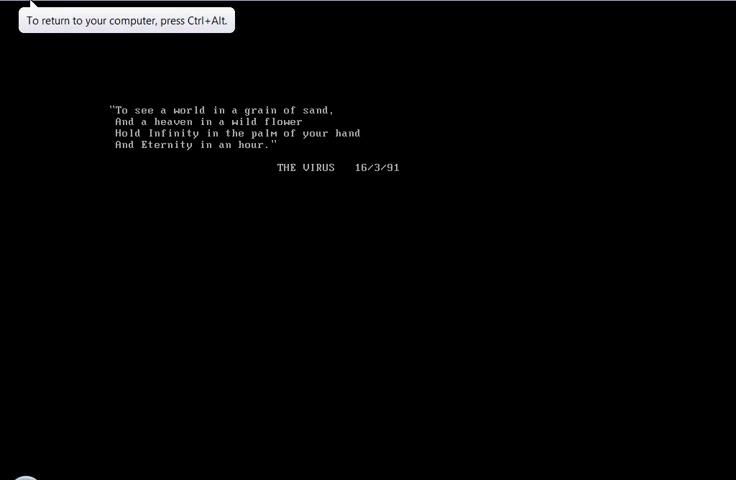 To return to your computer, press Ctrl+Alt.
"To see a world in a grain of sand,
And a heaven in a wild flower
Hold Infinity in the palm of your hand
And Eternity in an hour."
THE VIRUS 16/3/91